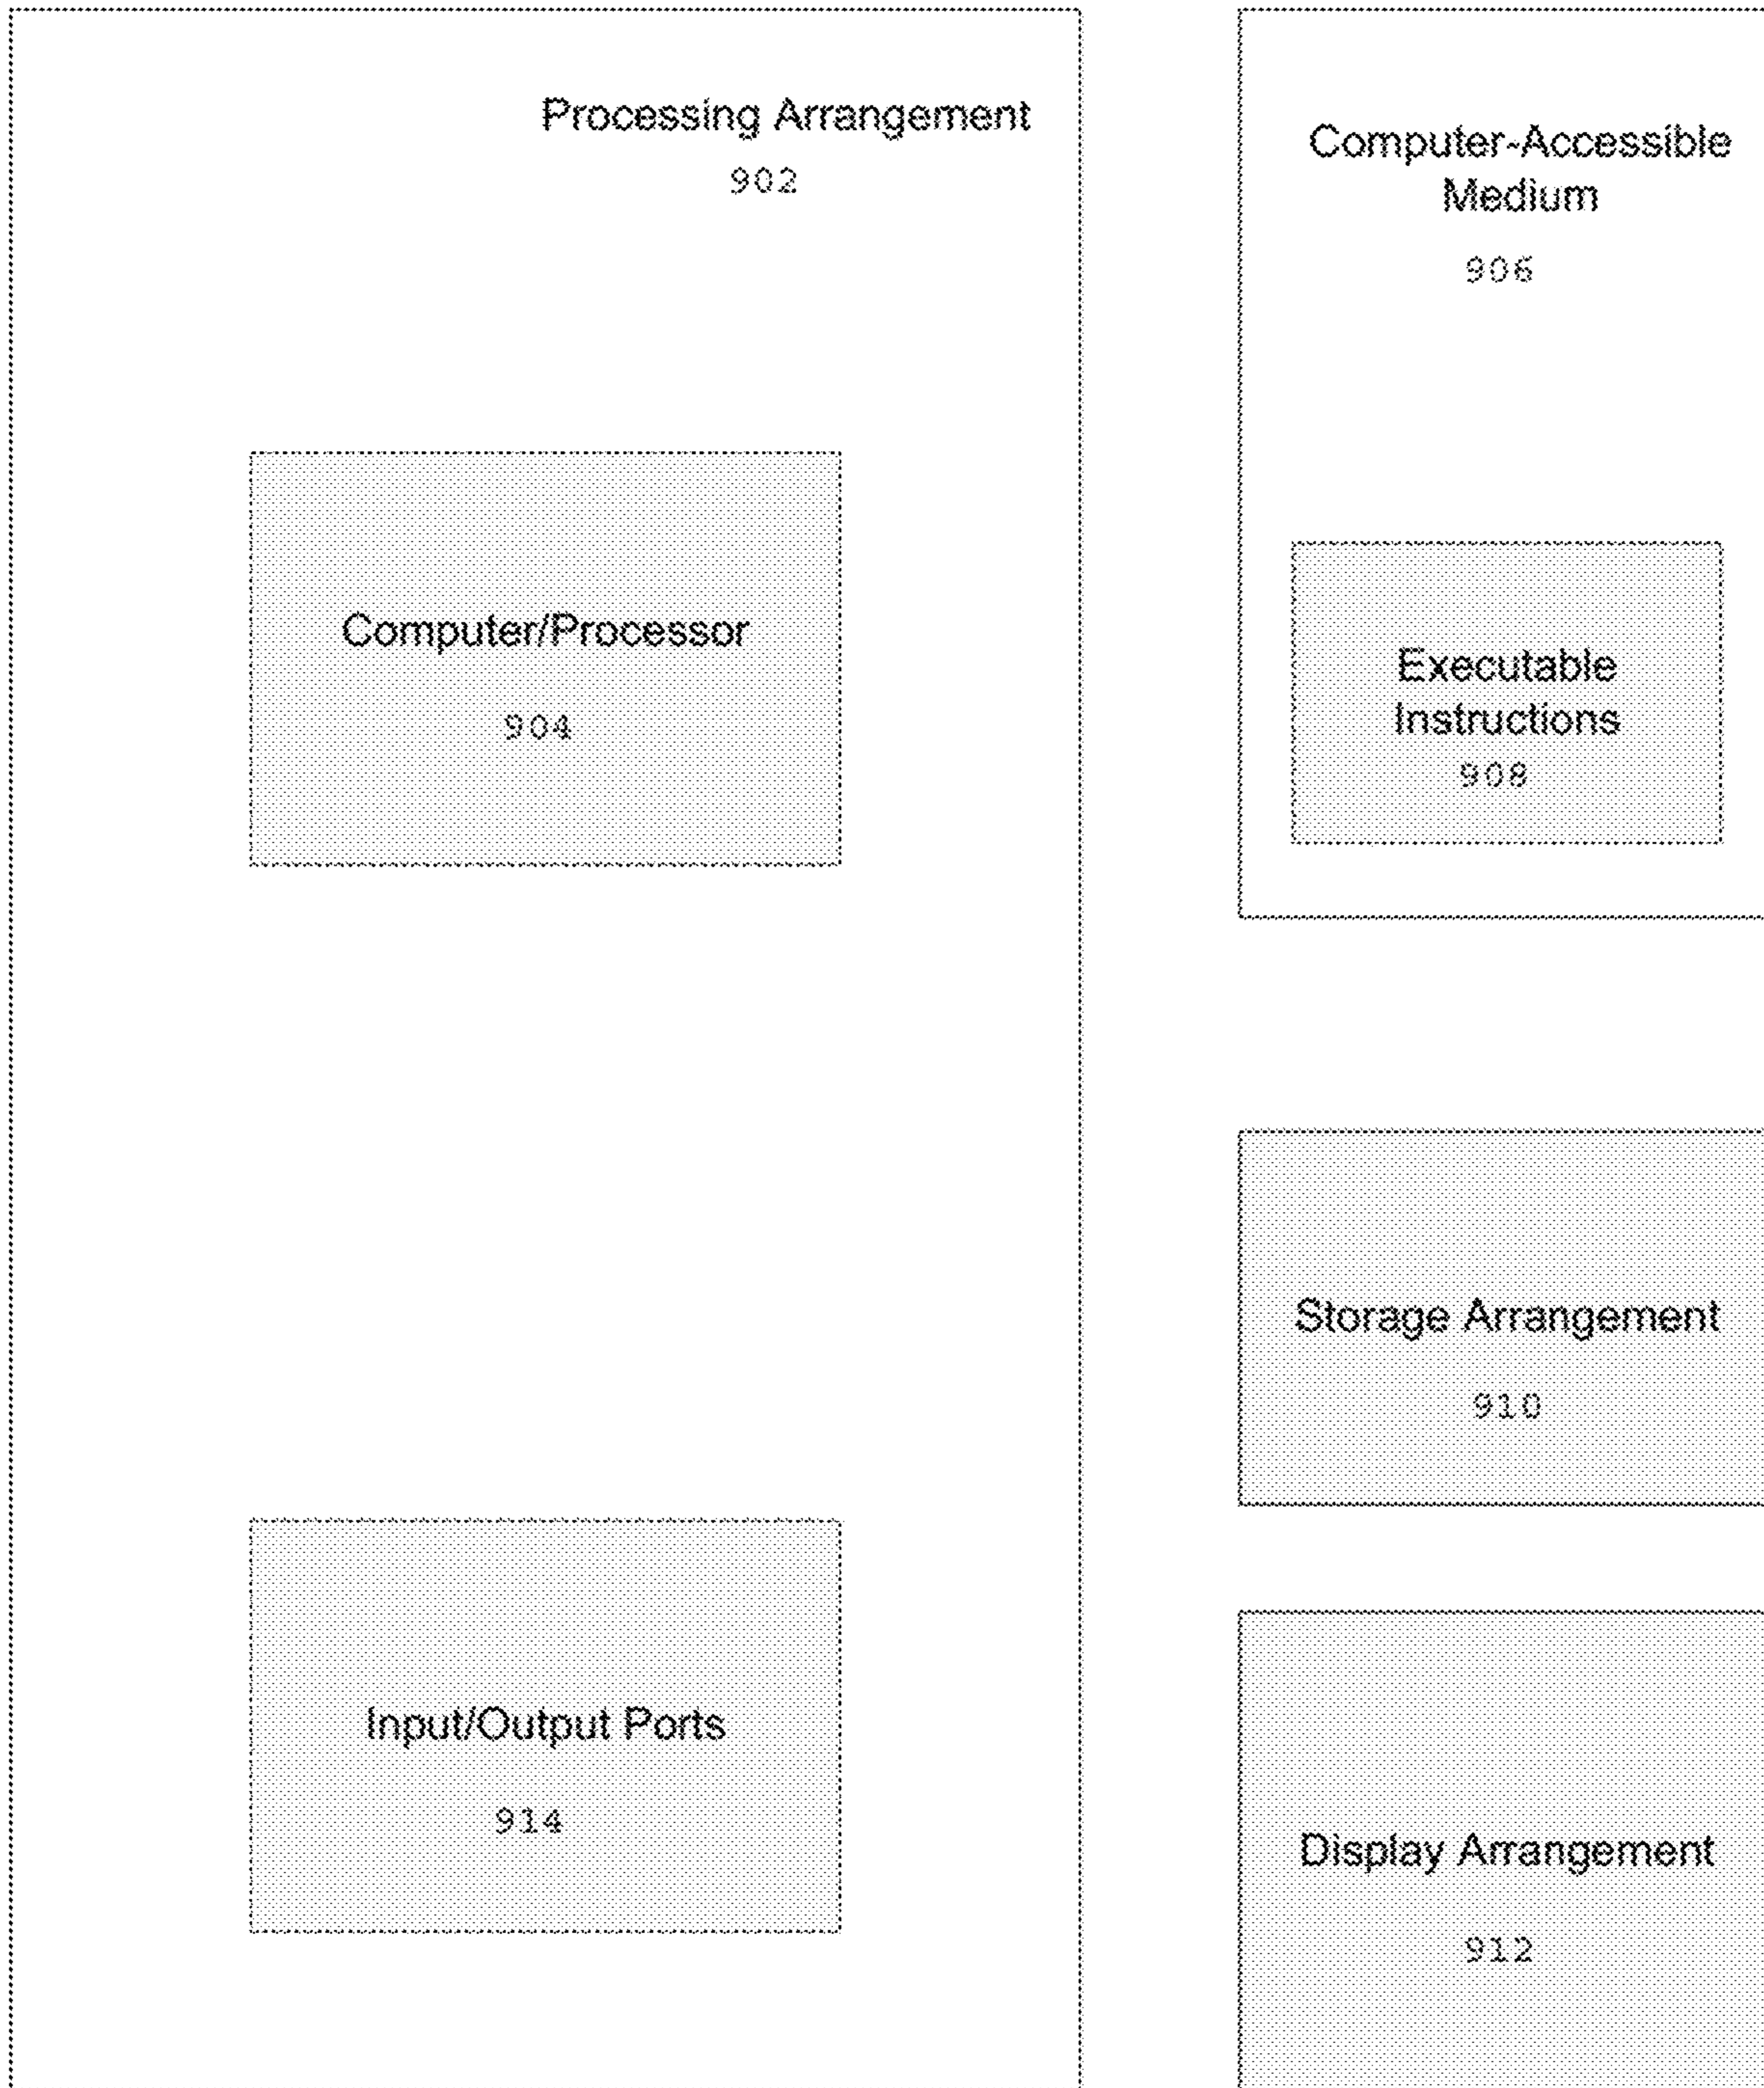 Processing Arrangement
902
Computer/Processor
904
Input/Output Ports
914
Computer-Accessible
Medium
906
Executable
Instructions
908
Storage Arrangement
910
Display Arrangement
912